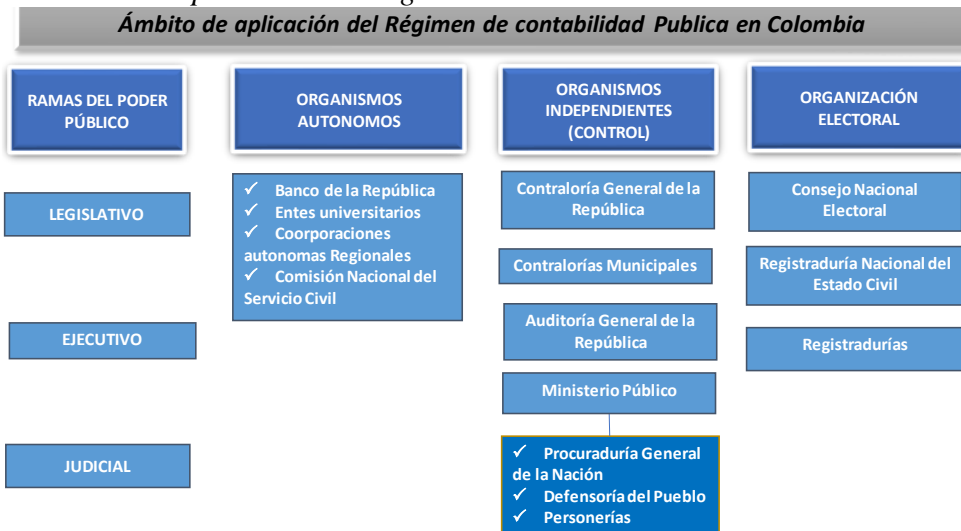 Ámbito de aplicación del Régimen de contabilidad Publica en Colombia
RAMAS DEL PODER
PÚBLICO
LEGISLATIVO
EJECUTIVO
JUDICIAL
ORGANISMOS
AUTONOMOS
✓ Banco de la República
✓ Entes universitarios
✓ Coorporaciones
autonomas Regionales
✓ Comisión Nacional del
Servicio Civil
ORGANISMOS
INDEPENDIENTES
(CONTROL)
Contraloría General de la
República
Contralorías Municipales
Auditoría General de la
República
Ministerio Público
✓ Procuraduría General
de la Nación
✓ Defensoría del Pueblo
✓ Personerías
ORGANIZACIÓN
ELECTORAL
Consejo Nacional
Electoral
Registraduría Nacional del
Estado Civil
Registradurías